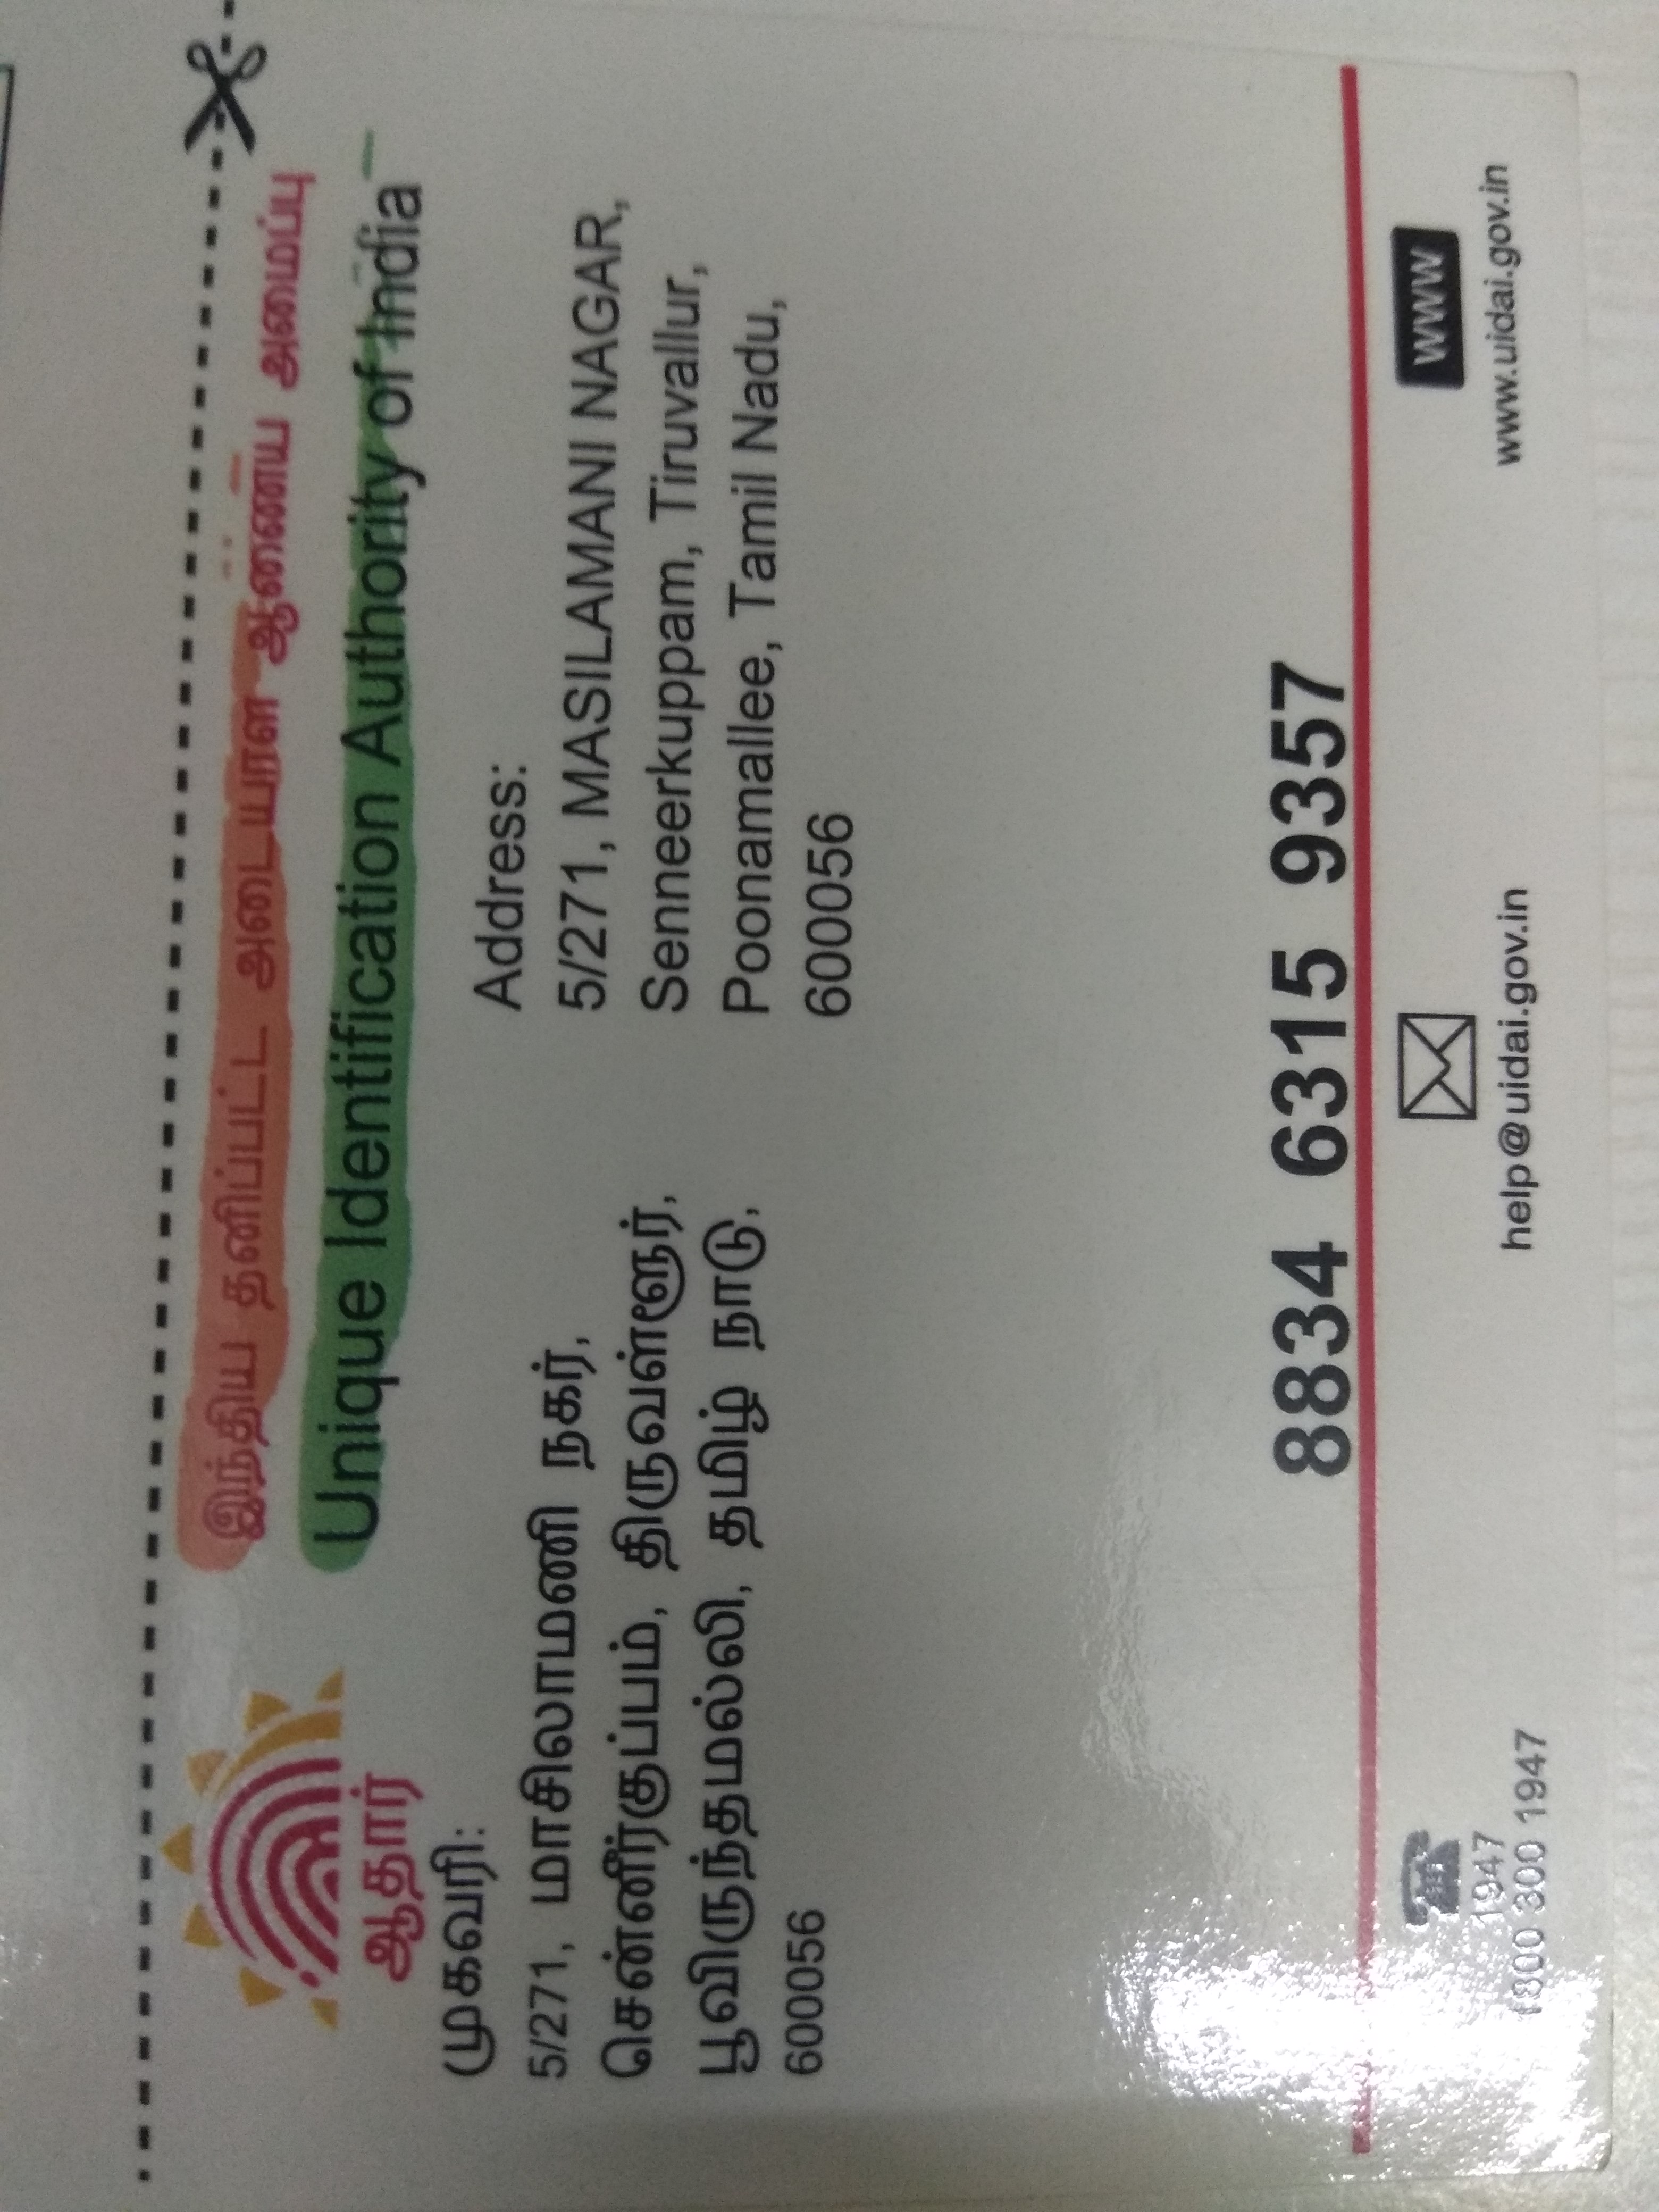 இந்திய தனிப்பட்ட அடையாள ஆணைய அமைப்பு
Unique Identification Authority of India
ஆதார்
முகவரி:
5/271, மாசிலாமணி நகர்,
சென்னீர்குப்பம், திருவள்ளூர்,
பூவிருந்தமல்லி, தமிழ் நாடு,
600056
Address:
5/271, MASILAMANI NAGAR,
Senneerkuppam, Tiruvallur,
Poonamallee, Tamil Nadu,
600056
8834 6315 9357
1947
1800 300 1947
help@uidai.gov.in
WWW
www.uidai.gov.in